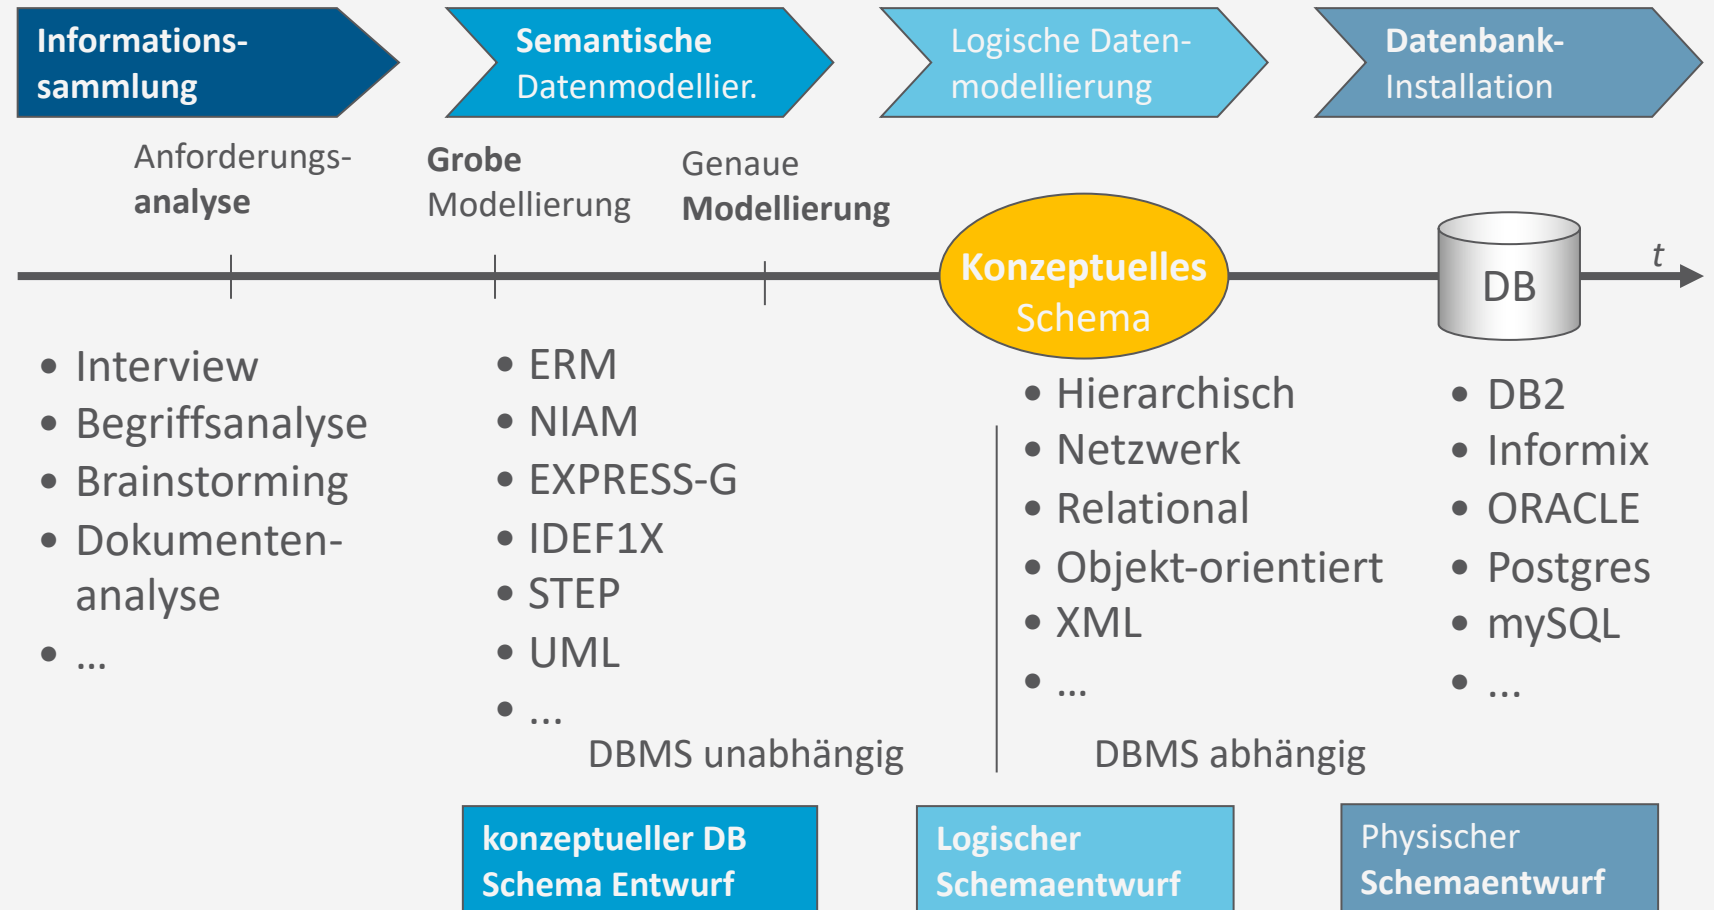 Informations-
sammlung
Semantische
Datenmodellier.
Logische Daten-
modellierung
Datenbank-
Installation
Anforderungs-
analyse
Grobe
Modellierung
Genaue
Modellierung
Konzeptuelles
Schema
DB
t
• Interview
• Begriffsanalyse
• Brainstorming
• Dokumenten-
analyse
• ...
• ERM
• NIAM
• EXPRESS-G
• IDEF1X
• STEP
• UML
• ...
• Hierarchisch
• Netzwerk
• Relational
• Objekt-orientiert
• XML
• ...
• DB2
• Informix
• ORACLE
• Postgres
• mySQL
• ...
DBMS unabhängig
DBMS abhängig
konzeptueller DB
Schema Entwurf
Logischer
Schemaentwurf
Physischer
Schemaentwurf